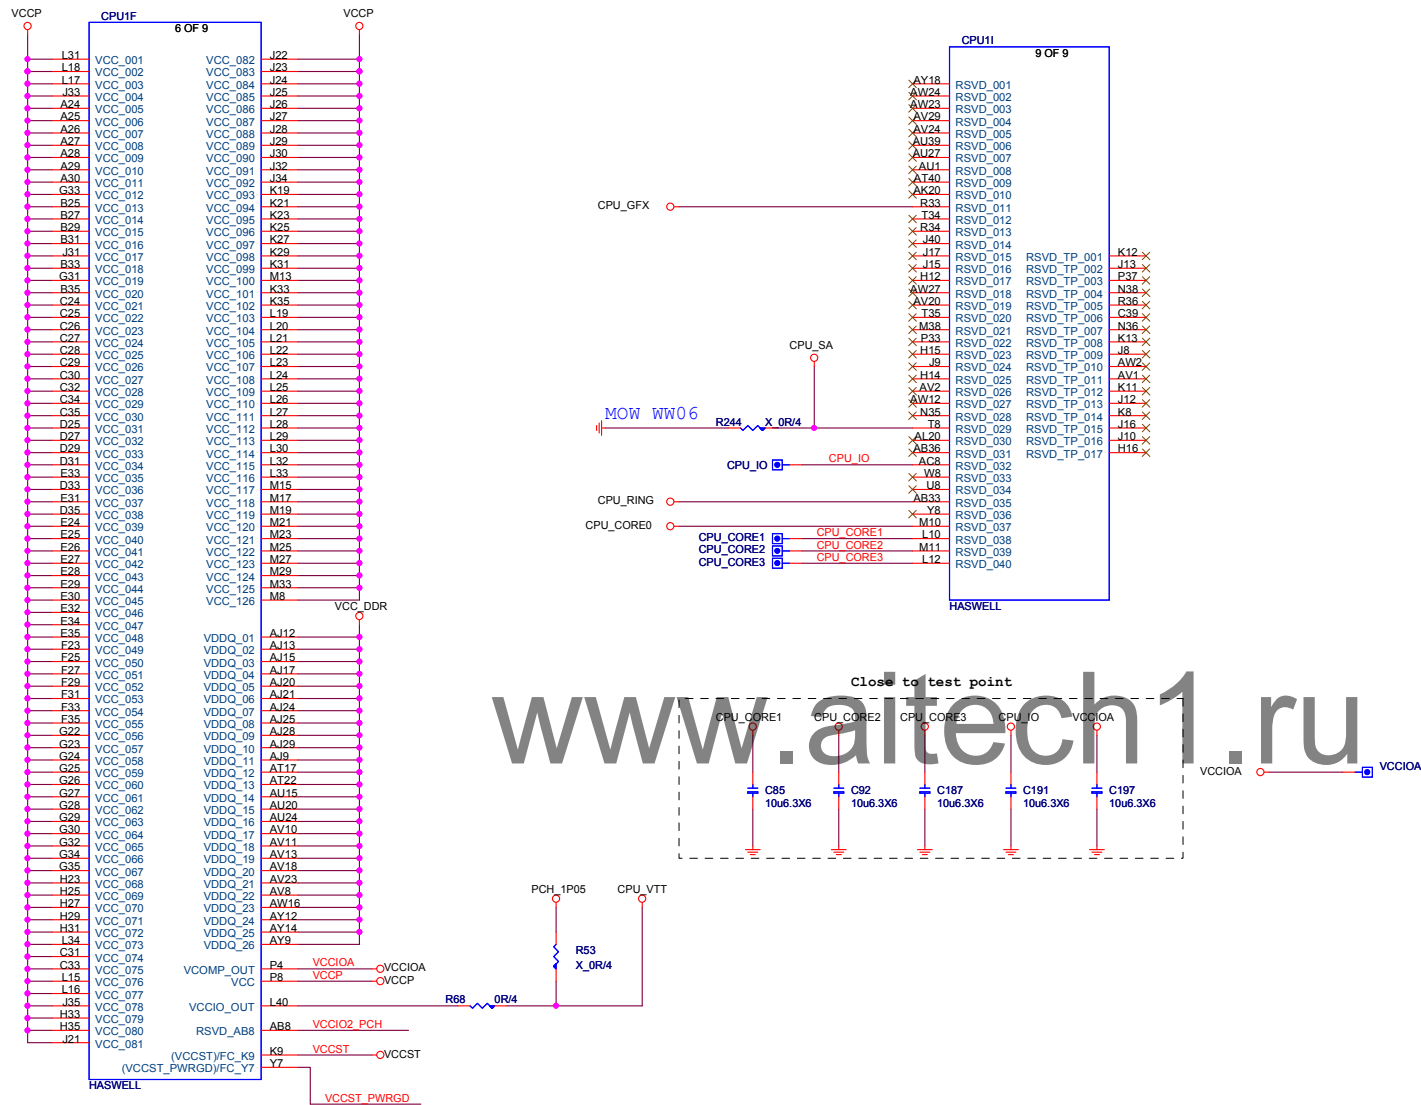 VCCP CPU1F VCCP
6 OF 9
L31 VCC_001 VCC_082 J22
L18 VCC_002 VCC_083 J23
L17 VCC_003 VCC_084 J24
J33 VCC_004 VCC_085 J25
A24 VCC_005 VCC_086 J26
A25 VCC_006 VCC_087 J27
A26 VCC_007 VCC_088 J28
A27 VCC_008 VCC_089 J29
A28 VCC_009 VCC_090 J30
A29 VCC_010 VCC_091 J32
A30 VCC_011 VCC_092 J34
G33 VCC_012 VCC_093 K19
B25 VCC_013 VCC_094 K21
B27 VCC_014 VCC_095 K23
B29 VCC_015 VCC_096 K25
B31 VCC_016 VCC_097 K27
J31 VCC_017 VCC_098 K29
B33 VCC_018 VCC_099 K31
G31 VCC_019 VCC_100 M13
B35 VCC_020 VCC_101 K33
C24 VCC_021 VCC_102 K35
C25 VCC_022 VCC_103 L19
C26 VCC_023 VCC_104 L20
C27 VCC_024 VCC_105 L21
C28 VCC_025 VCC_106 L22
C29 VCC_026 VCC_107 L23
C30 VCC_027 VCC_108 L24
C32 VCC_028 VCC_109 L25
C34 VCC_029 VCC_110 L26
C35 VCC_030 VCC_111 L27
D25 VCC_031 VCC_112 L28
D27 VCC_032 VCC_113 L29
D29 VCC_033 VCC_114 L30
D31 VCC_034 VCC_115 L32
E33 VCC_035 VCC_116 L33
D33 VCC_036 VCC_117 M15
E31 VCC_037 VCC_118 M17
D35 VCC_038 VCC_119 M19
E24 VCC_039 VCC_120 M21
E25 VCC_040 VCC_121 M23
E26 VCC_041 VCC_122 M25
E27 VCC_042 VCC_123 M27
E28 VCC_043 VCC_124 M29
E29 VCC_044 VCC_125 M33
E30 VCC_045 VCC_126 M8
E32 VCC_046 VCC_DDR
E34 VCC_047
E35 VCC_048 VDDQ_01 AJ12
F23 VCC_049 VDDQ_02 AJ13
F25 VCC_050 VDDQ_03 AJ15
F27 VCC_051 VDDQ_04 AJ17
F29 VCC_052 VDDQ_05 AJ20
F31 VCC_053 VDDQ_06 AJ21
F33 VCC_054 VDDQ_07 AJ24
F35 VCC_055 VDDQ_08 AJ25
G22 VCC_056 VDDQ_09 AJ28
G23 VCC_057 VDDQ_10 AJ29
G24 VCC_058 VDDQ_11 AJ9
G25 VCC_059 VDDQ_12 AT17
G26 VCC_060 VDDQ_13 AT22
G27 VCC_061 VDDQ_14 AU15
G28 VCC_062 VDDQ_15 AU20
G29 VCC_063 VDDQ_16 AU24
G30 VCC_064 VDDQ_17 AV10
G32 VCC_065 VDDQ_18 AV11
G34 VCC_066 VDDQ_19 AV13
G35 VCC_067 VDDQ_20 AV18
H23 VCC_068 VDDQ_21 AV23
H25 VCC_069 VDDQ_22 AV8
H27 VCC_070 VDDQ_23 AW16
H29 VCC_071 VDDQ_24 AY12
H31 VCC_072 VDDQ_25 AY14
L34 VCC_073 VDDQ_26 AY9
C31 VCC_074
C33 VCC_075 VCOMP_OUT P4 VCCIOA VCCIOA
L15 VCC_076 VCC P8 VCCP VCCP
L16 VCC_077
J35 VCC_078 VCCIO_OUT L40
H33 VCC_079
H35 VCC_080 RSVD_AB8 AB8 VCCIO2_PCH
J21 VCC_081
(VCCST)/FC_K9 K9 VCCST VCCST
(VCCST_PWRGD)/FC_Y7 Y7
HASWELL
VCCST_PWRGD
PCH_1P05 CPU_VTT
R53
X_0R/4
R68 0R/4
CPU1I
9 OF 9
AY18 RSVD_001
AW24 RSVD_002
AW23 RSVD_003
AV29 RSVD_004
AV24 RSVD_005
AU39 RSVD_006
AU27 RSVD_007
AU1 RSVD_008
AT40 RSVD_009
AK20 RSVD_010
CPU_GFX R33 RSVD_011
T34 RSVD_012
R34 RSVD_013
J40 RSVD_014
J17 RSVD_015 RSVD_TP_001 K12
J15 RSVD_016 RSVD_TP_002 J13
H12 RSVD_017 RSVD_TP_003 P37
AW27 RSVD_018 RSVD_TP_004 N38
AV20 RSVD_019 RSVD_TP_005 R36
T35 RSVD_020 RSVD_TP_006 C39
M38 RSVD_021 RSVD_TP_007 N36
P33 RSVD_022 RSVD_TP_008 K13
H15 RSVD_023 RSVD_TP_009 J8
J9 RSVD_024 RSVD_TP_010 AW2
H14 RSVD_025 RSVD_TP_011 AV1
AV2 RSVD_026 RSVD_TP_012 K11
AW12 RSVD_027 RSVD_TP_013 J12
N35 RSVD_028 RSVD_TP_014 K8
T8 RSVD_029 RSVD_TP_015 J16
AL20 RSVD_030 RSVD_TP_016 J10
AB36 RSVD_031 RSVD_TP_017 H16
AC8 RSVD_032
W8 RSVD_033
U8 RSVD_034
AB33 RSVD_035
Y8 RSVD_036
M10 RSVD_037
L10 RSVD_038
M11 RSVD_039
L12 RSVD_040
HASWELL
CPU_SA
MOW WW06
R244 X_0R/4
CPU_IO CPU_IO
CPU_RING
CPU_CORE0
CPU_CORE1 CPU_CORE1
CPU_CORE2 CPU_CORE2
CPU_CORE3 CPU_CORE3
www.aitech1.ru
Close to test point
CPU_CORE1 CPU_CORE2 CPU_CORE3 CPU_IO VCCIOA
C85 C92 C187 C191 C197
10u6.3X6 10u6.3X6 10u6.3X6 10u6.3X6 10u6.3X6
VCCIOA VCCIOA